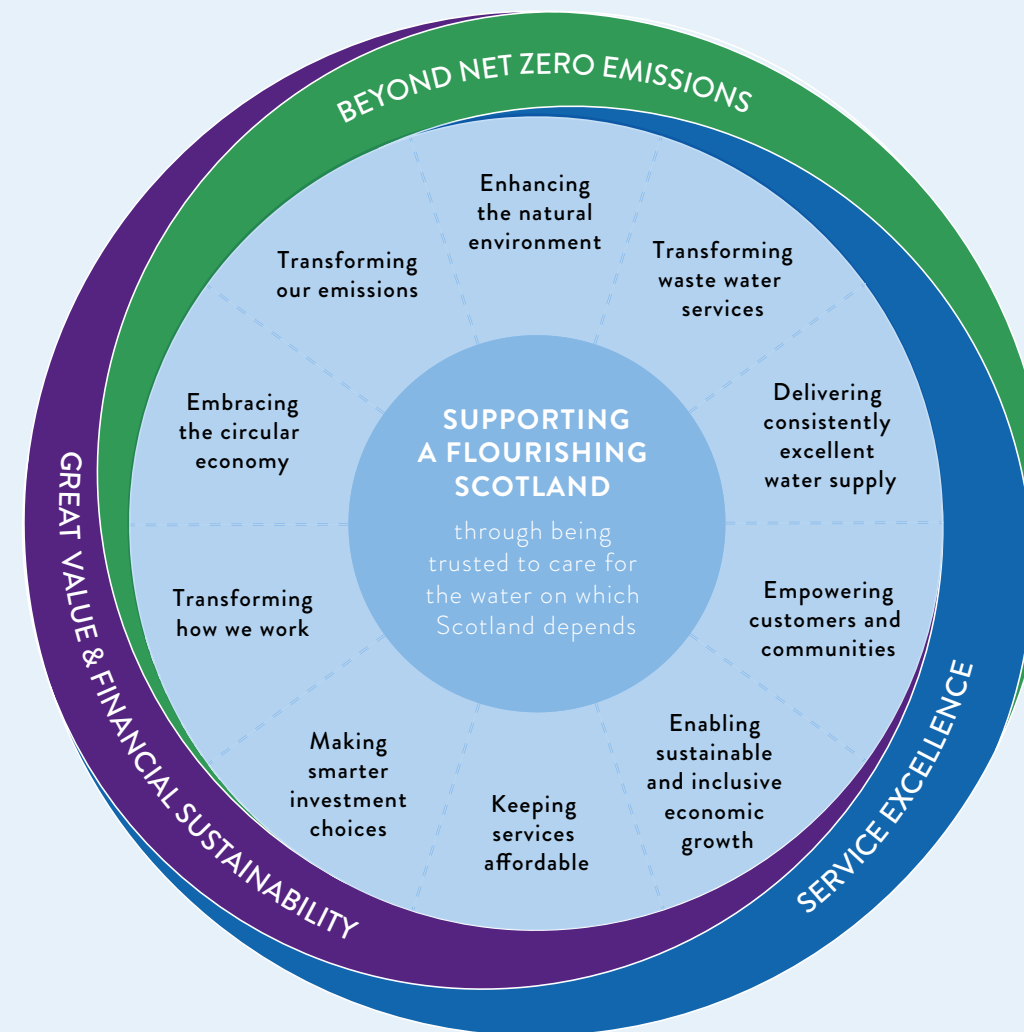 BEYOND NET ZERO EMISSIONS
SERVICE EXCELLENCE
GREAT VALUE & FINANCIAL SUSTAINABILITY
Enhancing
the natural
environment
Transforming
waste water
services
Delivering
consistently
excellent
water supply
Empowering
customers and
communities
Enabling
sustainable
and inclusive
economic
growth
Keeping
services
affordable
Making
smarter
investment
choices
Transforming
how we work
Embracing
the circular
economy
Transforming
our emissions
SUPPORTING
A FLOURISHING
SCOTLAND
through being
trusted to care for
the water on which
Scotland depends